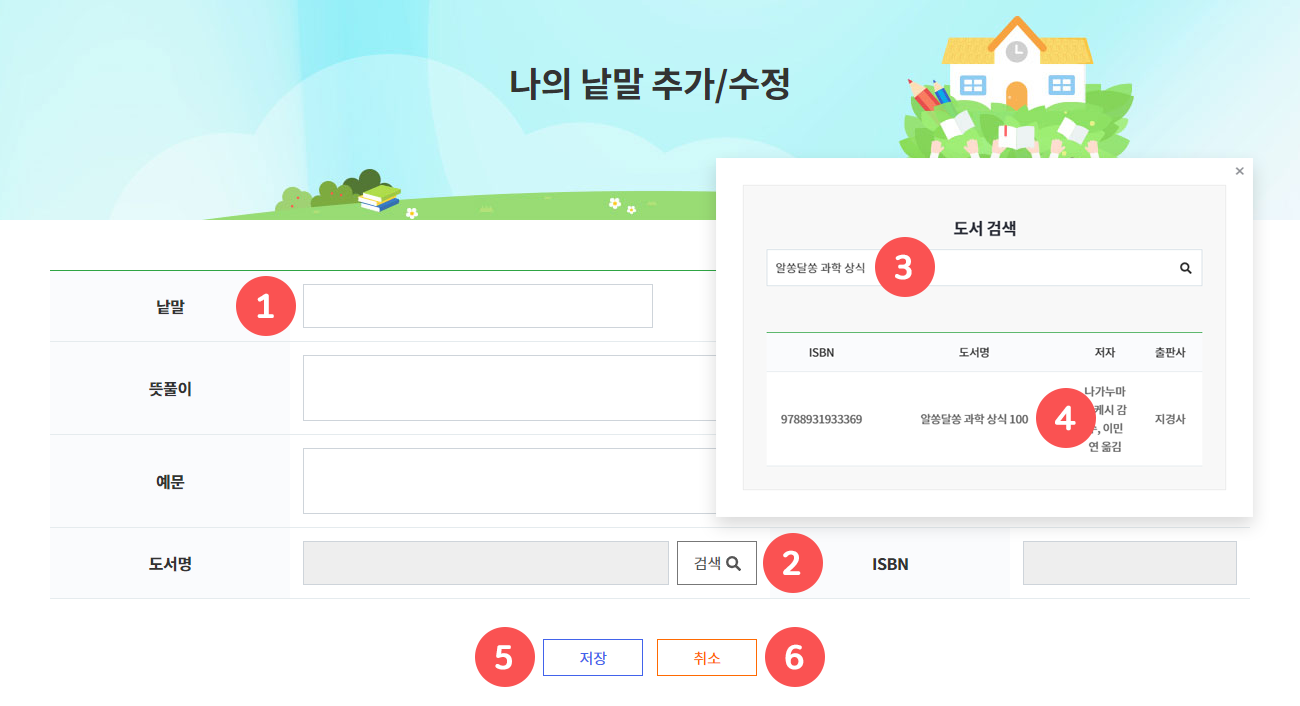 나의 낱말 추가/수정
×
도서 검색
알쏭달쏭 과학 상식 3
ISBN 도서명 저자 출판사
9788931933369 알쏭달쏭 과학 상식 100 4 나가누마
케시 감
, 이민
연 옮김 지경사
낱말 1
뜻풀이
예문
도서명 검색 2 ISBN
5 저장 취소 6